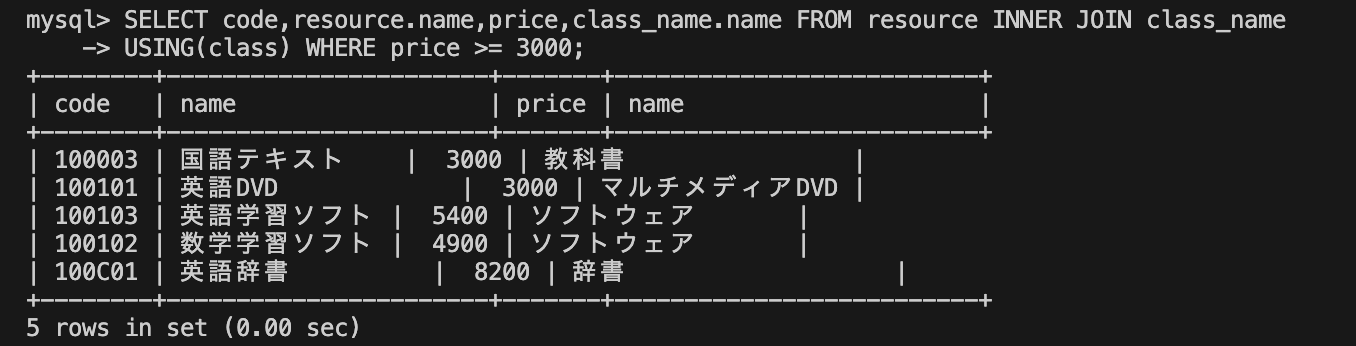 mysql> SELECT code,resource.name,price,class_name.name FROM resource INNER JOIN class_name
    -> USING(class) WHERE price >= 3000;
+--------+-----------------------+-------+--------------------------+
| code   | name                  | price | name                     |
+--------+-----------------------+-------+--------------------------+
| 100003 | 国語テキスト    |  3000 | 教科書                |
| 100101 | 英語DVD             |  3000 | マルチメディアDVD |
| 100103 | 英語学習ソフト |  5400 | ソフトウェア       |
| 100102 | 数学学習ソフト |  4900 | ソフトウェア       |
| 100C01 | 英語辞書          |  8200 | 辞書                   |
+--------+-----------------------+-------+--------------------------+
5 rows in set (0.00 sec)